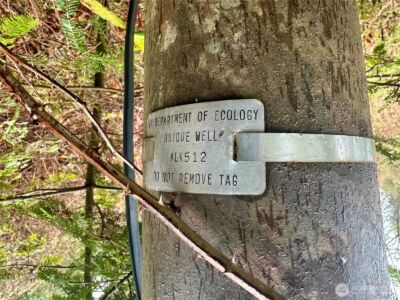 DEPARTMENT OF ECOLOGY
UNIQUE WELL#
ALK512
DO NOT REMOVE TAG